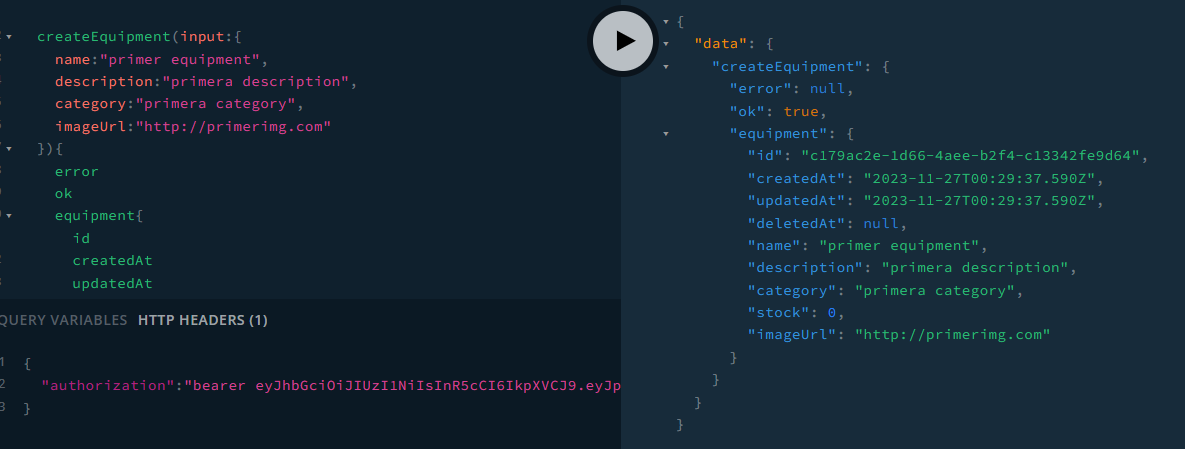 createEquipment(input:{
name:"primer equipment",
description:"primera description",
category:"primera category",
imageUrl:"http://primerimg.com"
}){
error
ok
equipment{
id
createdAt
updatedAt
QUERY VARIABLES HTTP HEADERS (1)
1 {
2 "authorization":"bearer eyJhbGciOiJIUzI1NiIsInR5cCI6IkpXVCJ9.eyJp
3 }
{
"data": {
"createEquipment": {
"error": null,
"ok": true,
"equipment": {
"id": "c179ac2e-1d66-4aee-b2f4-c13342fe9d64",
"createdAt": "2023-11-27T00:29:37.590Z",
"updatedAt": "2023-11-27T00:29:37.590Z",
"deletedAt": null,
"name": "primer equipment",
"description": "primera description",
"category": "primera category",
"stock": 0,
"imageUrl": "http://primerimg.com"
}
}
}
}